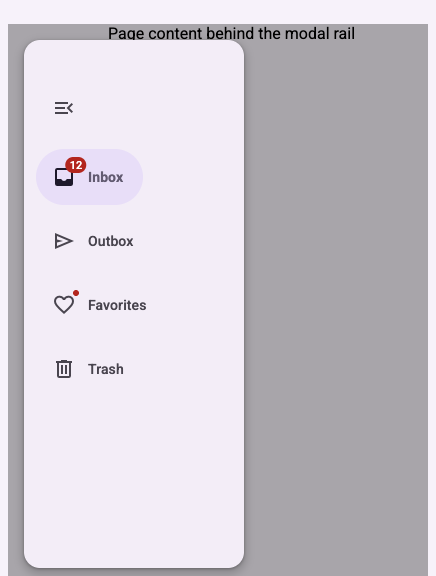 Page content behind the modal rail
12
Inbox
Outbox
Favorites
Trash